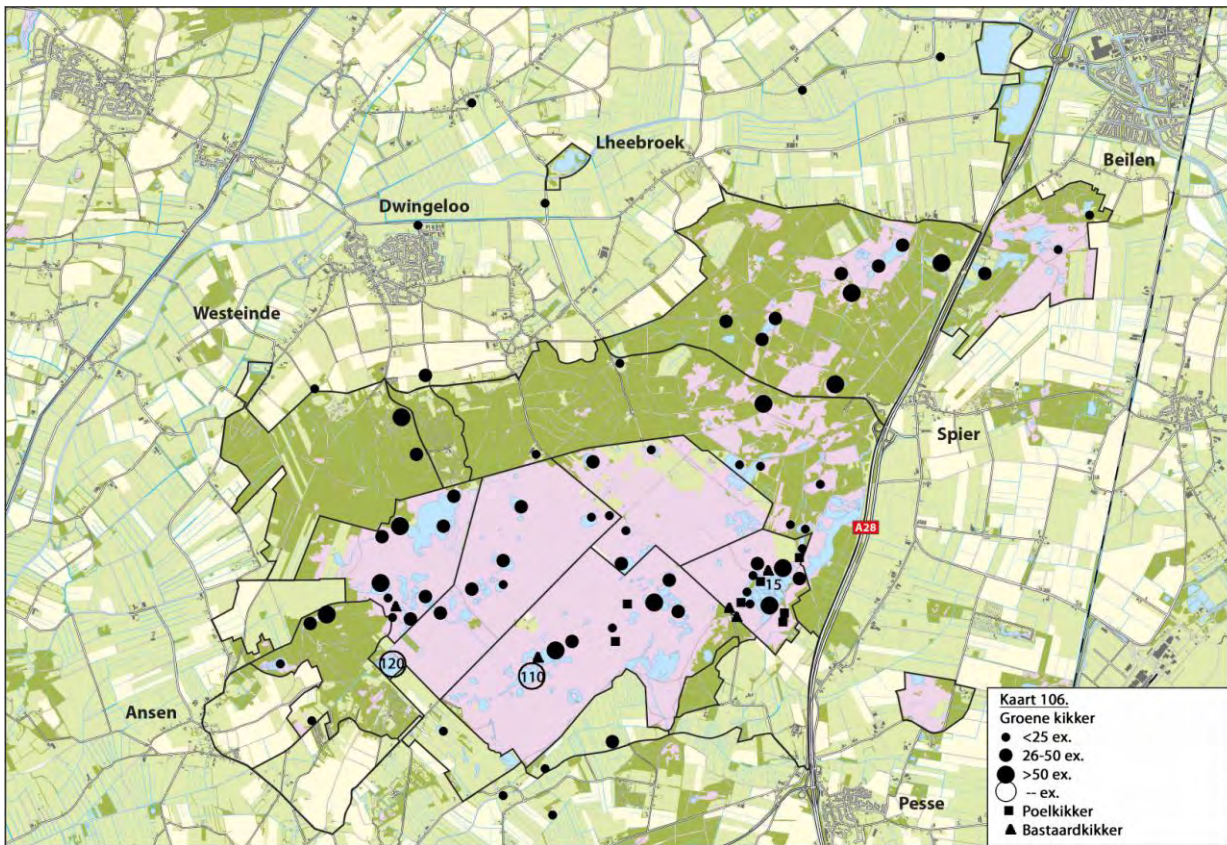 Lheebroek
Beilen
Dwingeloo
Westeinde
Spier
A28
15
120
110
Ansen
Pesse
Kaart 106.
Groene kikker
<25 ex.
26-50 ex.
>50 ex.
-- ex.
Poelkikker
Bastaardkikker